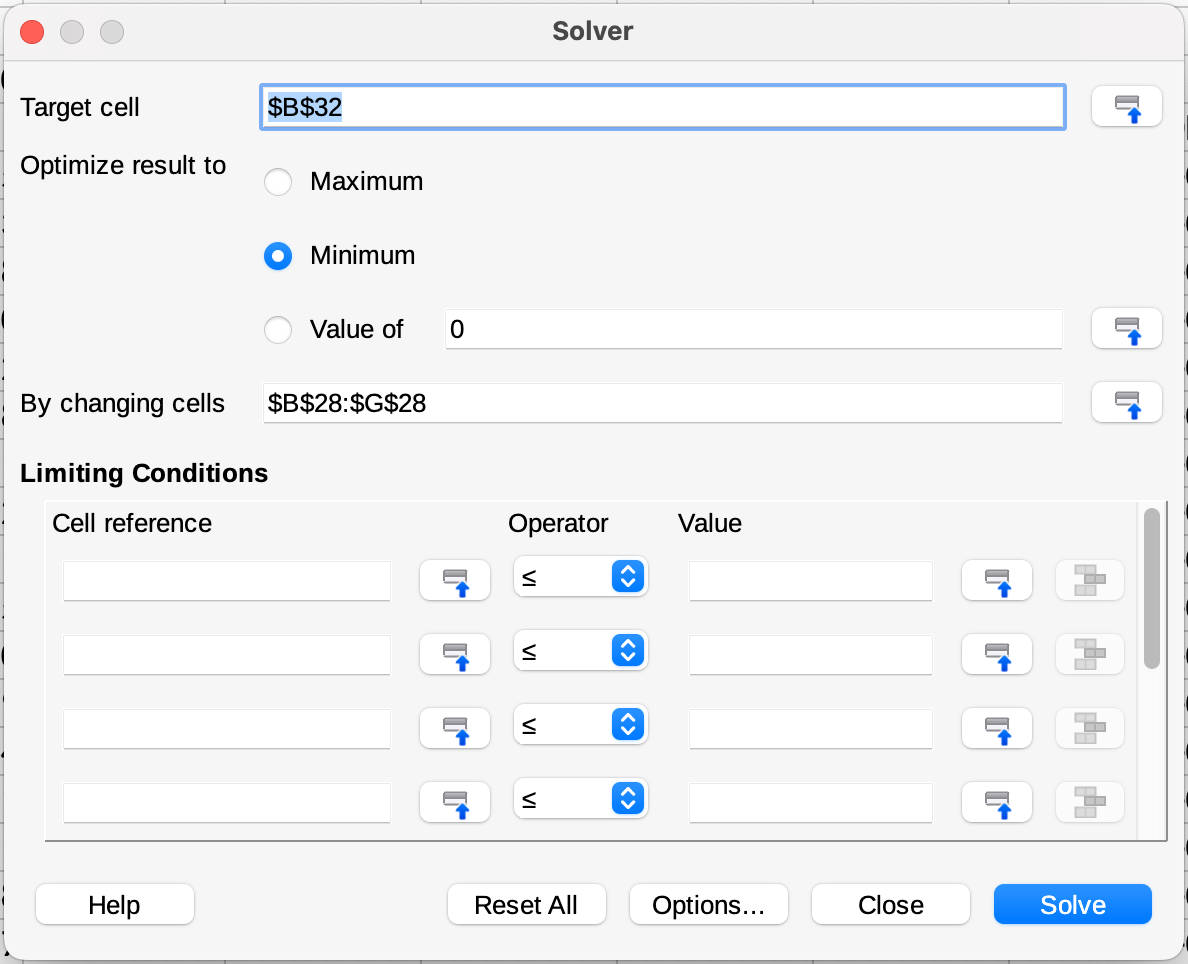 Solver
Target cell $B$32
Optimize result to
Maximum
Minimum
Value of 0
By changing cells $B$28:$G$28
Limiting Conditions
Cell reference Operator Value
≤
≤
≤
≤
Help Reset All Options... Close Solve